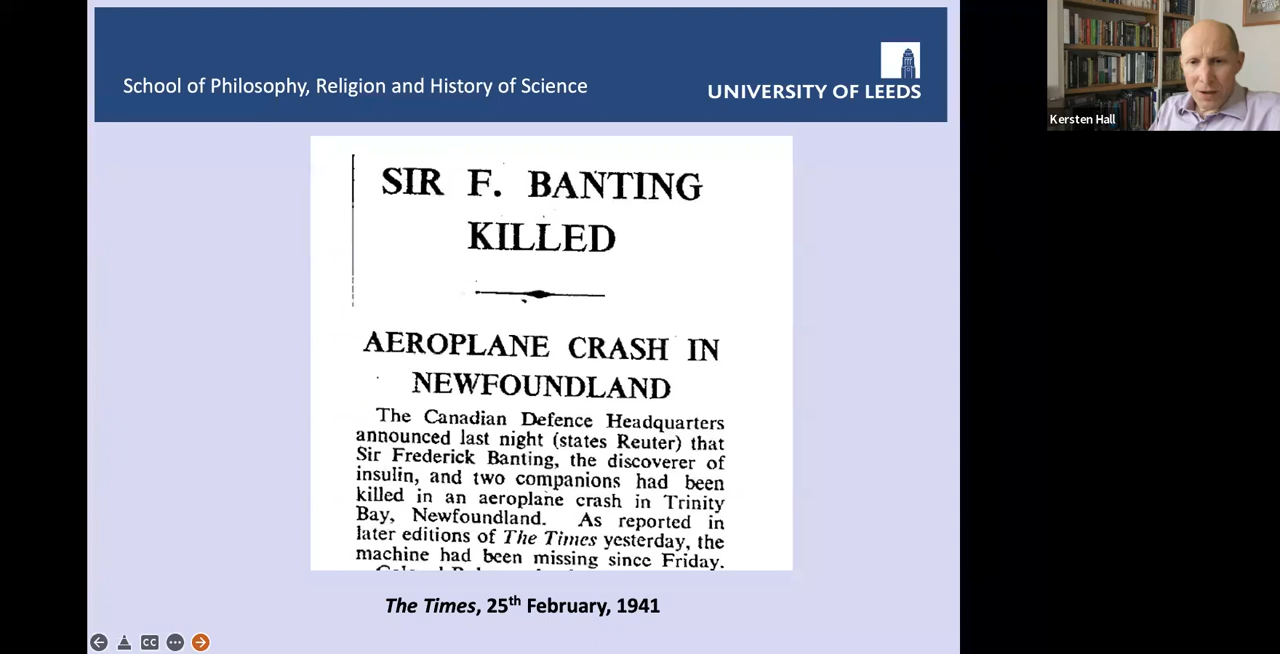 School of Philosophy, Religion and History of Science
UNIVERSITY OF LEEDS
Kersten Hall
SIR F. BANTING
KILLED
AEROPLANE CRASH IN
NEWFOUNDLAND
The Canadian Defence Headquarters
announced last night (states Reuter) that
Sir Frederick Banting, the discoverer of
insulin, and two companions had been
killed in an aeroplane crash in Trinity
Bay, Newfoundland. As reported in
later editions of The Times yesterday, the
machine had been missing since Friday.
The Times, 25th February, 1941
CC